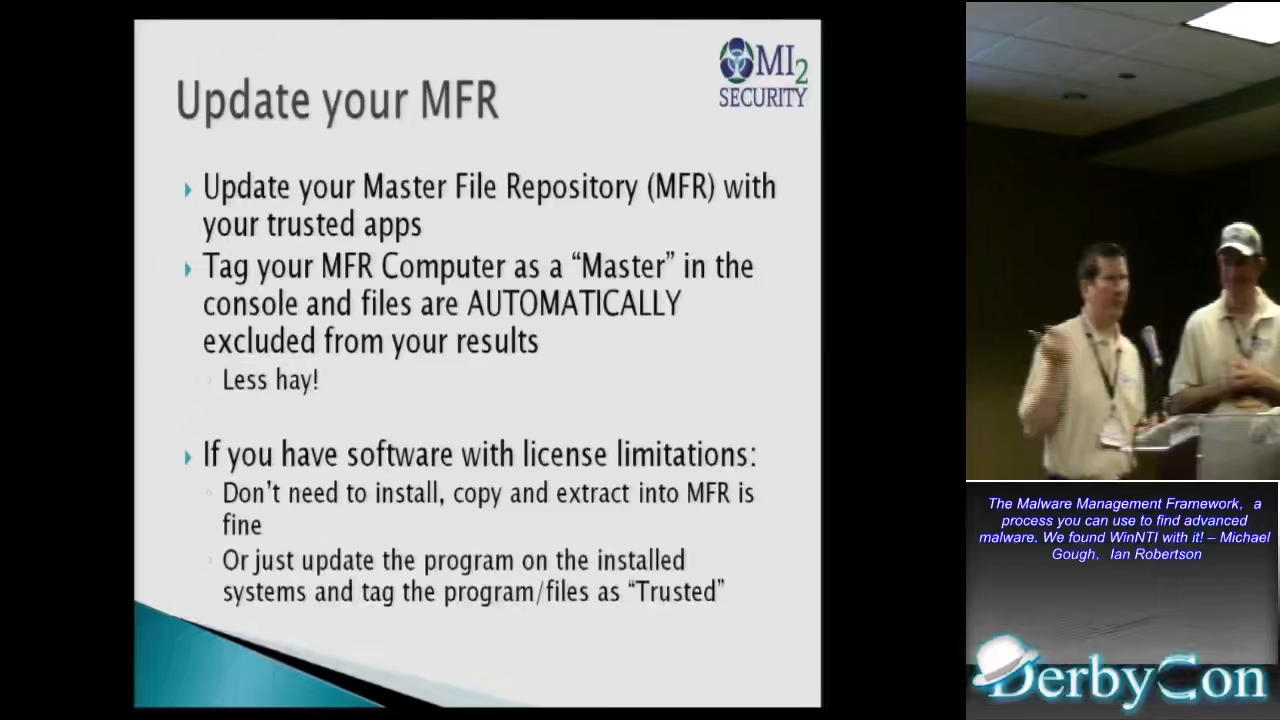 MI2
SECURITY
Update your MFR
Update your Master File Repository (MFR) with
your trusted apps
Tag your MFR Computer as a “Master” in the
console and files are AUTOMATICALLY
excluded from your results
Less hay!
If you have software with license limitations:
Don’t need to install, copy and extract into MFR is
fine
Or just update the program on the installed
systems and tag the program/files as “Trusted”
The Malware Management Framework, a
process you can use to find advanced
malware. We found WinNTI with it! – Michael
Gough, Ian Robertson
DerbyCon